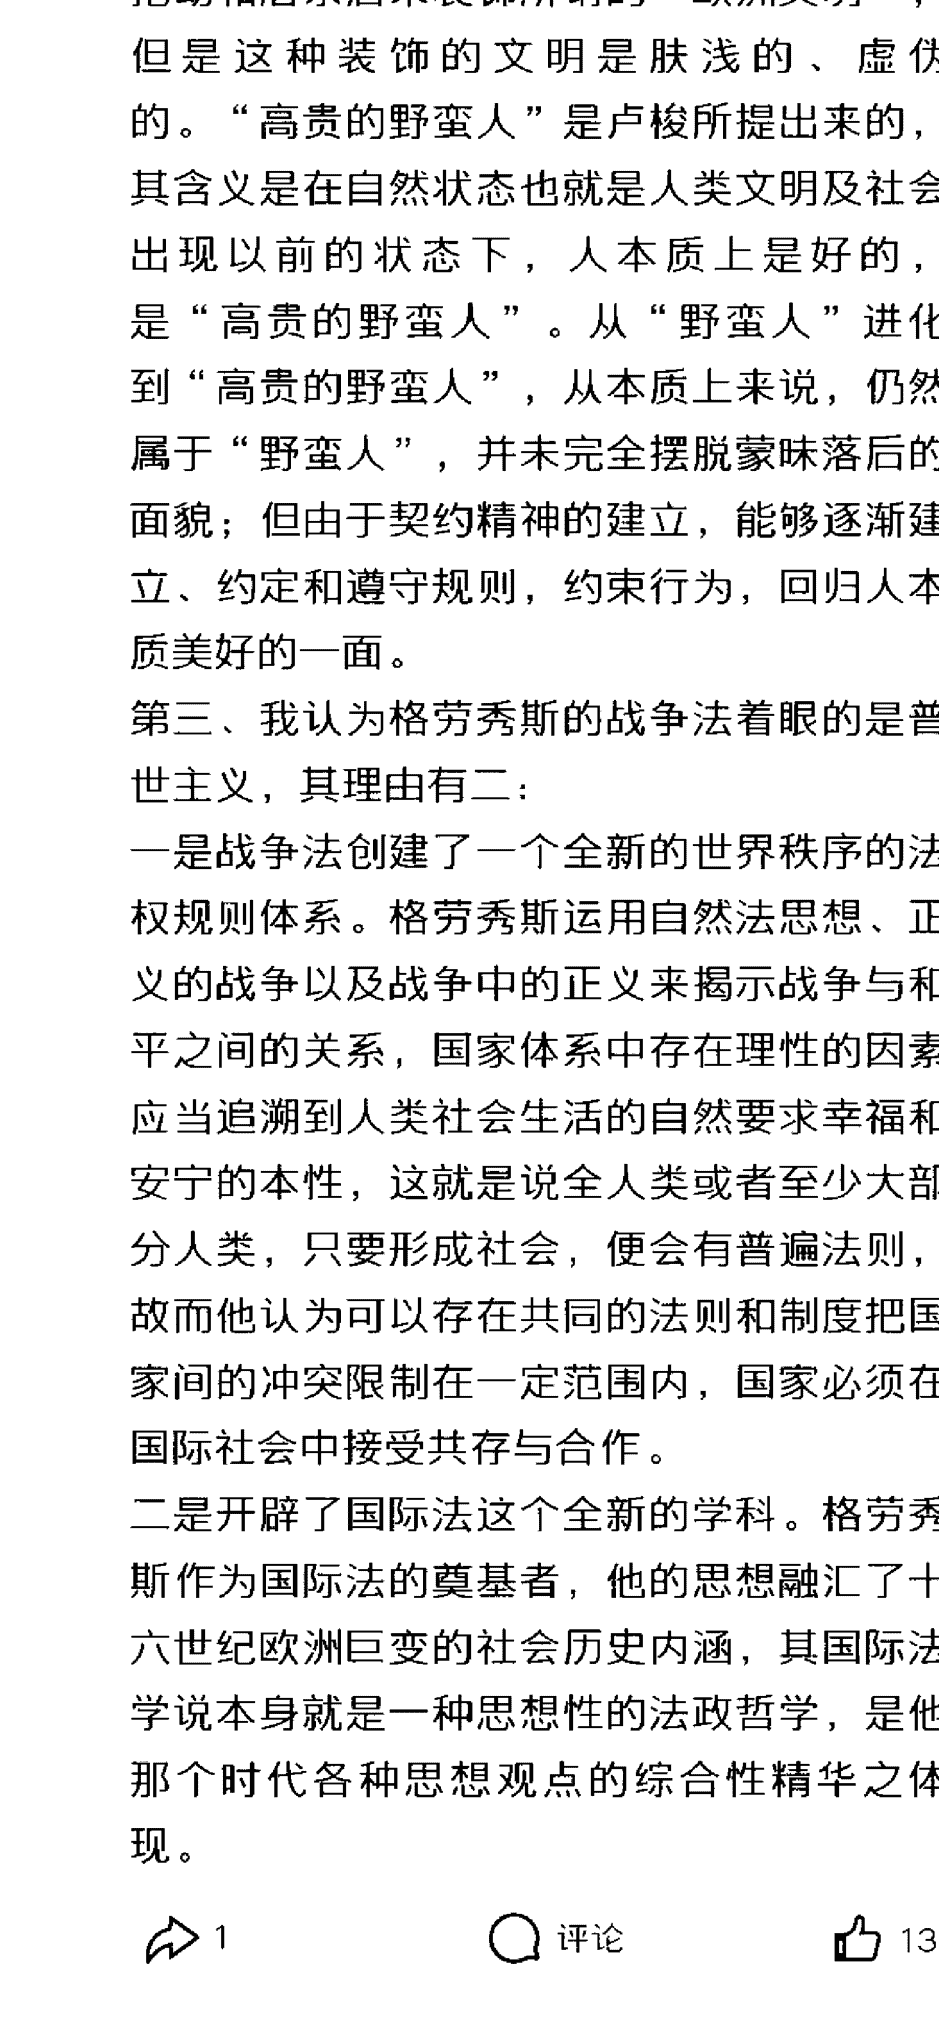 但是这种装饰的文明是肤浅的、虚伪
的。“高贵的野蛮人”是卢梭所提出来的，
其含义是在自然状态也就是人类文明及社会
出现以前的状态下，人本质上是好的，
是“高贵的野蛮人”。从“野蛮人”进化
到“高贵的野蛮人”，从本质上来说，仍然
属于“野蛮人”，并未完全摆脱蒙昧落后的
面貌；但由于契约精神的建立，能够逐渐建
立、约定和遵守规则，约束行为，回归人本
质美好的一面。
第三、我认为格劳秀斯的战争法着眼的是普
世主义，其理由有二：
一是战争法创建了一个全新的世界秩序的法
权规则体系。格劳秀斯运用自然法思想、正
义的战争以及战争中的正义来揭示战争与和
平之间的关系，国家体系中存在理性的因素
应当追溯到人类社会生活的自然要求幸福和
安宁的本性，这就是说全人类或者至少大部
分人类，只要形成社会，便会有普遍法则，
故而他认为可以存在共同的法则和制度把国
家间的冲突限制在一定范围内，国家必须在
国际社会中接受共存与合作。
二是开辟了国际法这个全新的学科。格劳秀
斯作为国际法的奠基者，他的思想融汇了十
六世纪欧洲巨变的社会历史内涵，其国际法
学说本身就是一种思想性的法政哲学，是他
那个时代各种思想观点的综合性精华之体
现。
1 评论 13